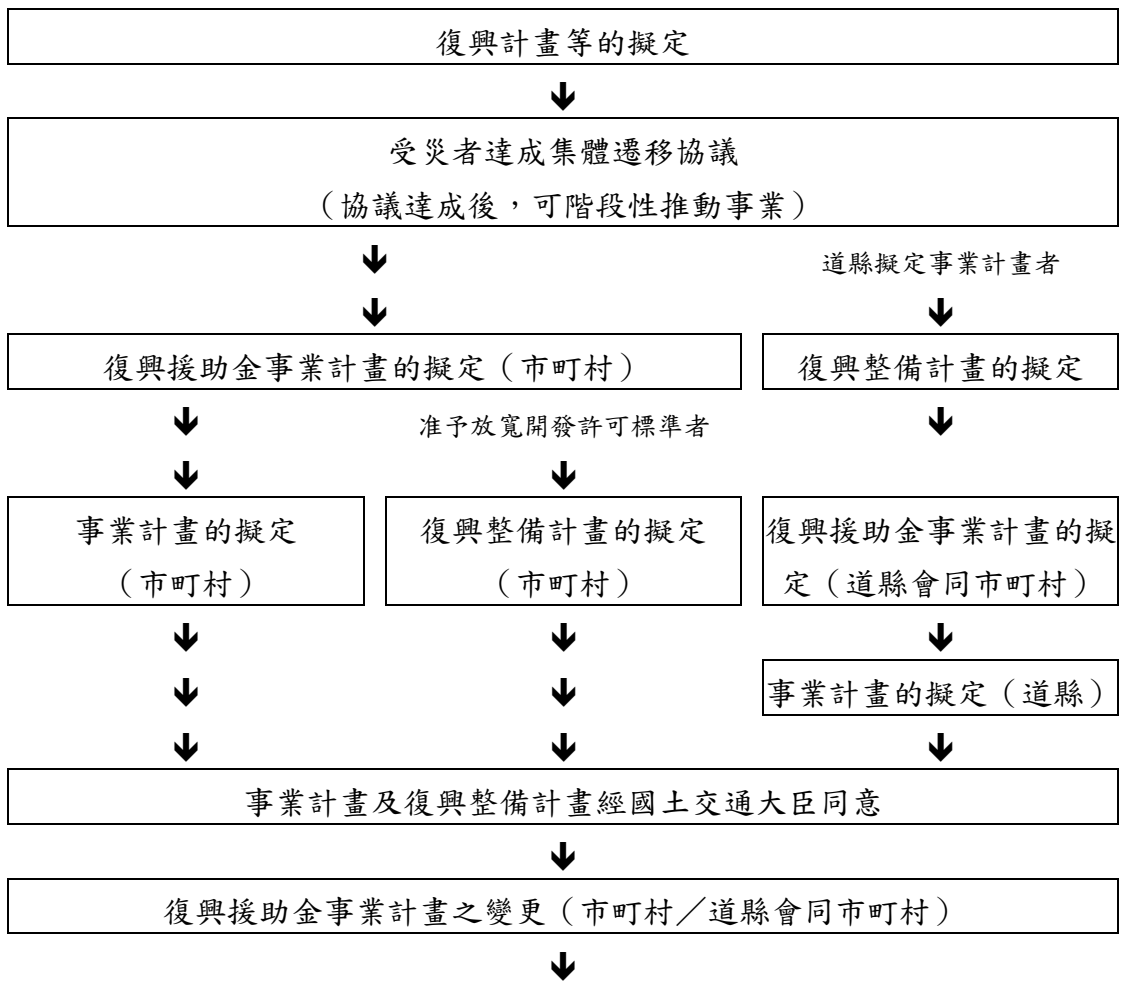 復興計畫等的擬定
受災者達成集體遷移協議
（協議達成後，可階段性推動事業）
道縣擬定事業計畫者
復興援助金事業計畫的擬定（市町村）
復興整備計畫的擬定
准予放寬開發許可標準者
事業計畫的擬定
（市町村）
復興整備計畫的擬定
（市町村）
復興援助金事業計畫的擬
定（道縣會同市町村）
事業計畫的擬定（道縣）
事業計畫及復興整備計畫經國土交通大臣同意
復興援助金事業計畫之變更（市町村／道縣會同市町村）